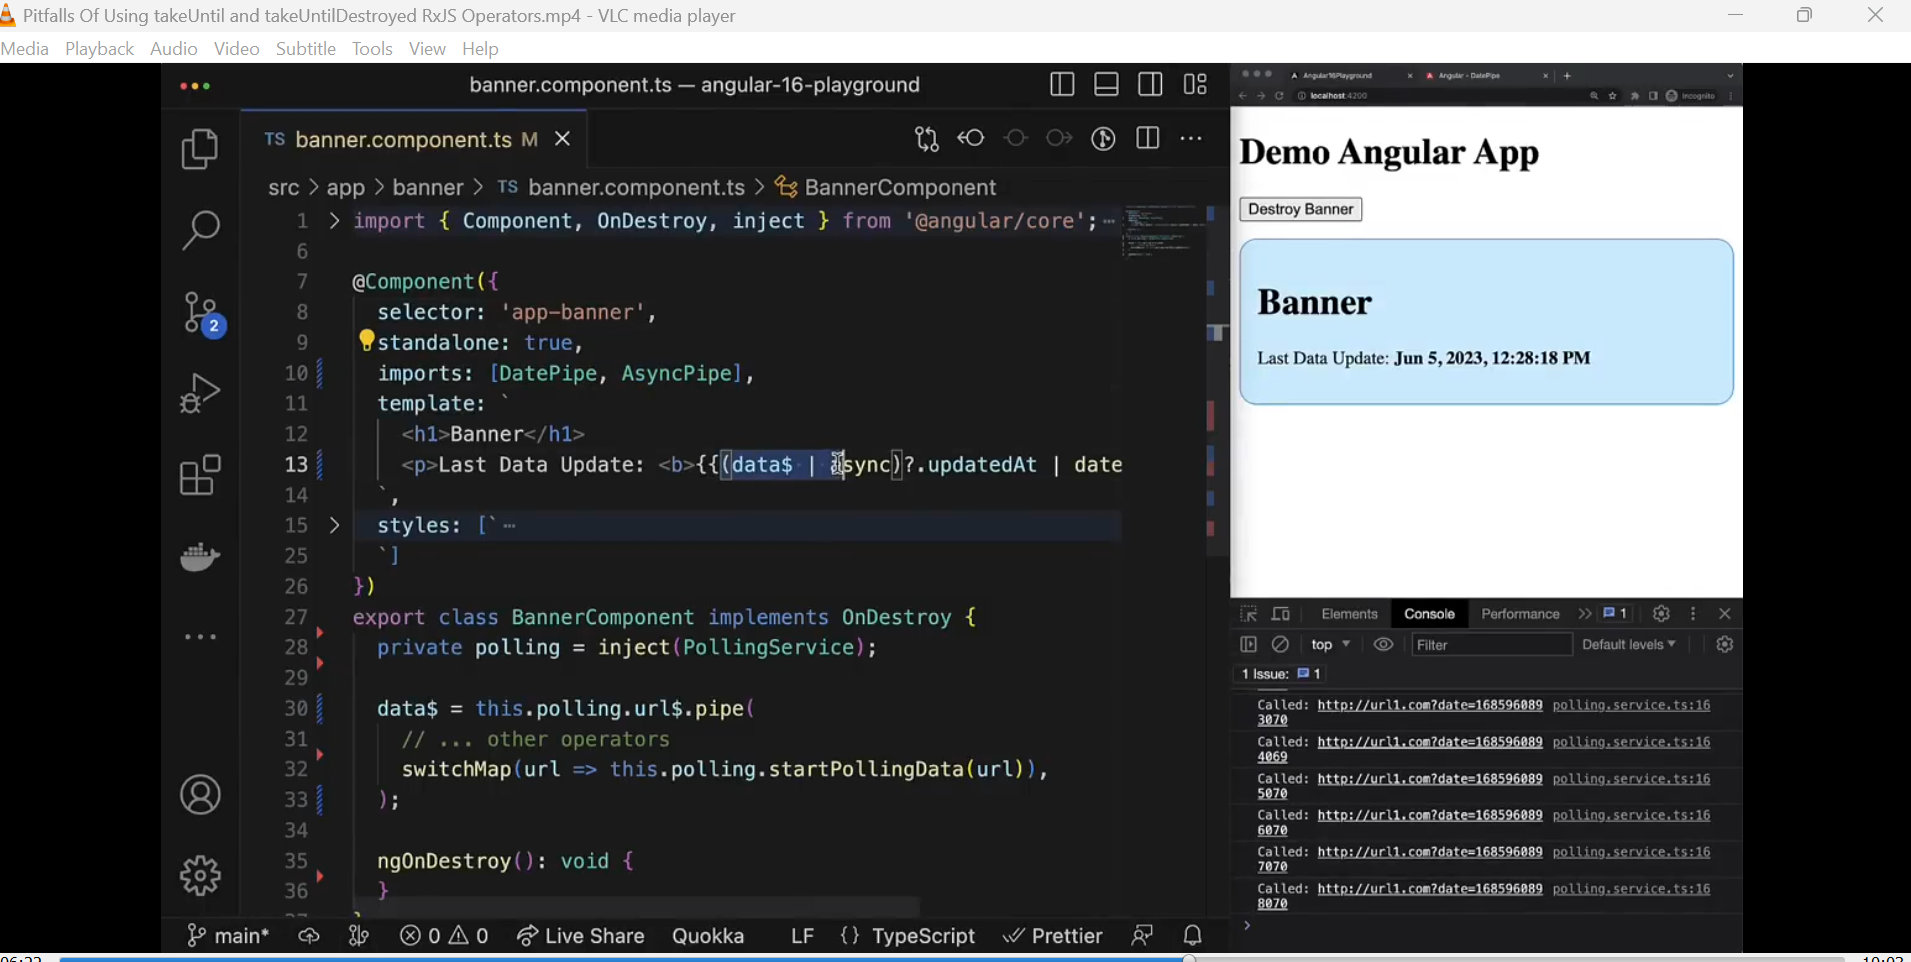 Pitfalls Of Using takeUntil and takeUntilDestroyed RxJS Operators.mp4 - VLC media player
Media Playback Audio Video Subtitle Tools View Help
banner.component.ts — angular-16-playground
TS banner.component.ts M
src > app > banner > TS banner.component.ts > BannerComponent
1 > import { Component, OnDestroy, inject } from '@angular/core';
6
7 @Component({
8 selector: 'app-banner',
9 standalone: true,
10 imports: [DatePipe, AsyncPipe],
11 template: `
12 <h1>Banner</h1>
13 <p>Last Data Update: <b>{{(data$ | async)?.updatedAt | date
14 `,
15 > styles: [`
25 `]
26 })
27 export class BannerComponent implements OnDestroy {
28 private polling = inject(PollingService);
29
30 data$ = this.polling.url$.pipe(
31 // ... other operators
32 switchMap(url => this.polling.startPollingData(url)),
33 );
34
35 ngOnDestroy(): void {
36 }
2
main* 0 0 Live Share Quokka LF {} TypeScript Prettier
Angular16Playground Angular - DatePipe
localhost:4200 Incognito
Demo Angular App
Destroy Banner
Banner
Last Data Update: Jun 5, 2023, 12:28:18 PM
Elements Console Performance 1
top Filter Default levels
1 Issue: 1
Called: http://url1.com?date=168596089 polling.service.ts:16
3070
Called: http://url1.com?date=168596089 polling.service.ts:16
4069
Called: http://url1.com?date=168596089 polling.service.ts:16
5070
Called: http://url1.com?date=168596089 polling.service.ts:16
6070
Called: http://url1.com?date=168596089 polling.service.ts:16
7070
Called: http://url1.com?date=168596089 polling.service.ts:16
8070